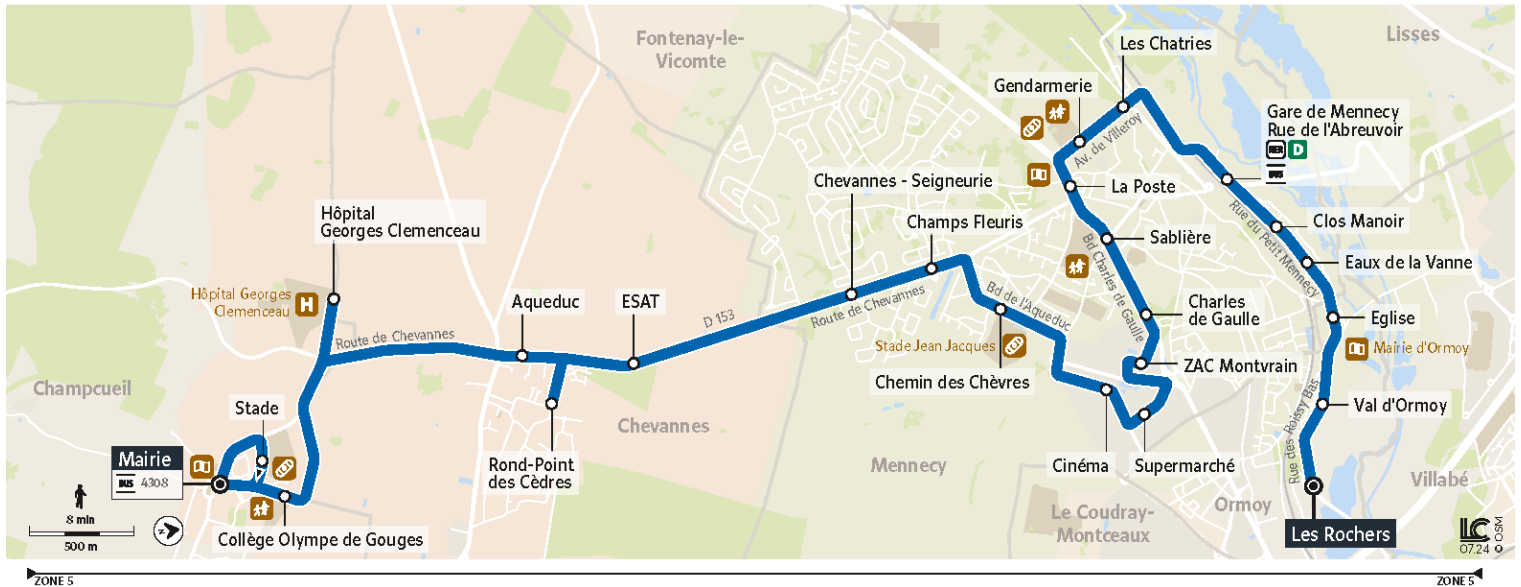 Fontenay-le-
Vicomte
Lisses
Les Chatries
Gendarmerie
Av. de Villeroy
Gare de Mennecy
Rue de l'Abreuvoir
RER D
BUS
La Poste
Chevannes - Seigneurie
Champs Fleuris
Sablière
Clos Manoir
Rue du Petit Mennecy
Eaux de la Vanne
Bd Charles de Gaulle
Hôpital
Georges Clemenceau
Hôpital Georges
Clemenceau
H
Aqueduc
ESAT
D 153
Route de Chevannes
Route de Chevannes
Bd de l'Aqueduc
Charles
de Gaulle
Eglise
Stade Jean Jacques
Mairie d'Ormoy
Chemin des Chèvres
ZAC Montvrain
Champcueil
Stade
Chevannes
Val d'Ormoy
Rue des Roissy Bas
Mairie
BUS 4308
Rond-Point
des Cèdres
Mennecy
Cinéma
Supermarché
Villabé
Ormoy
8 min
500 m
N
Collège Olympe de Gouges
Le Coudray-
Montceaux
Les Rochers
LC
07.24 © OSM
ZONE 5
ZONE 5